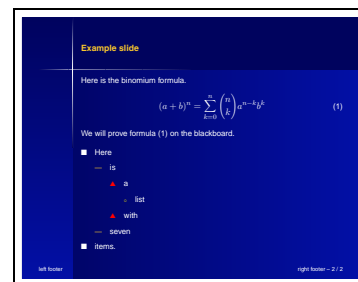 Example slide
Here is the binomium formula.
(a + b)^n = \sum_{k=0}^{n} \binom{n}{k} a^{n-k} b^k (1)
We will prove formula (1) on the blackboard.
■ Here
— is
▲ a
◦ list
▲ with
— seven
■ items.
left footer right footer – 2 / 2